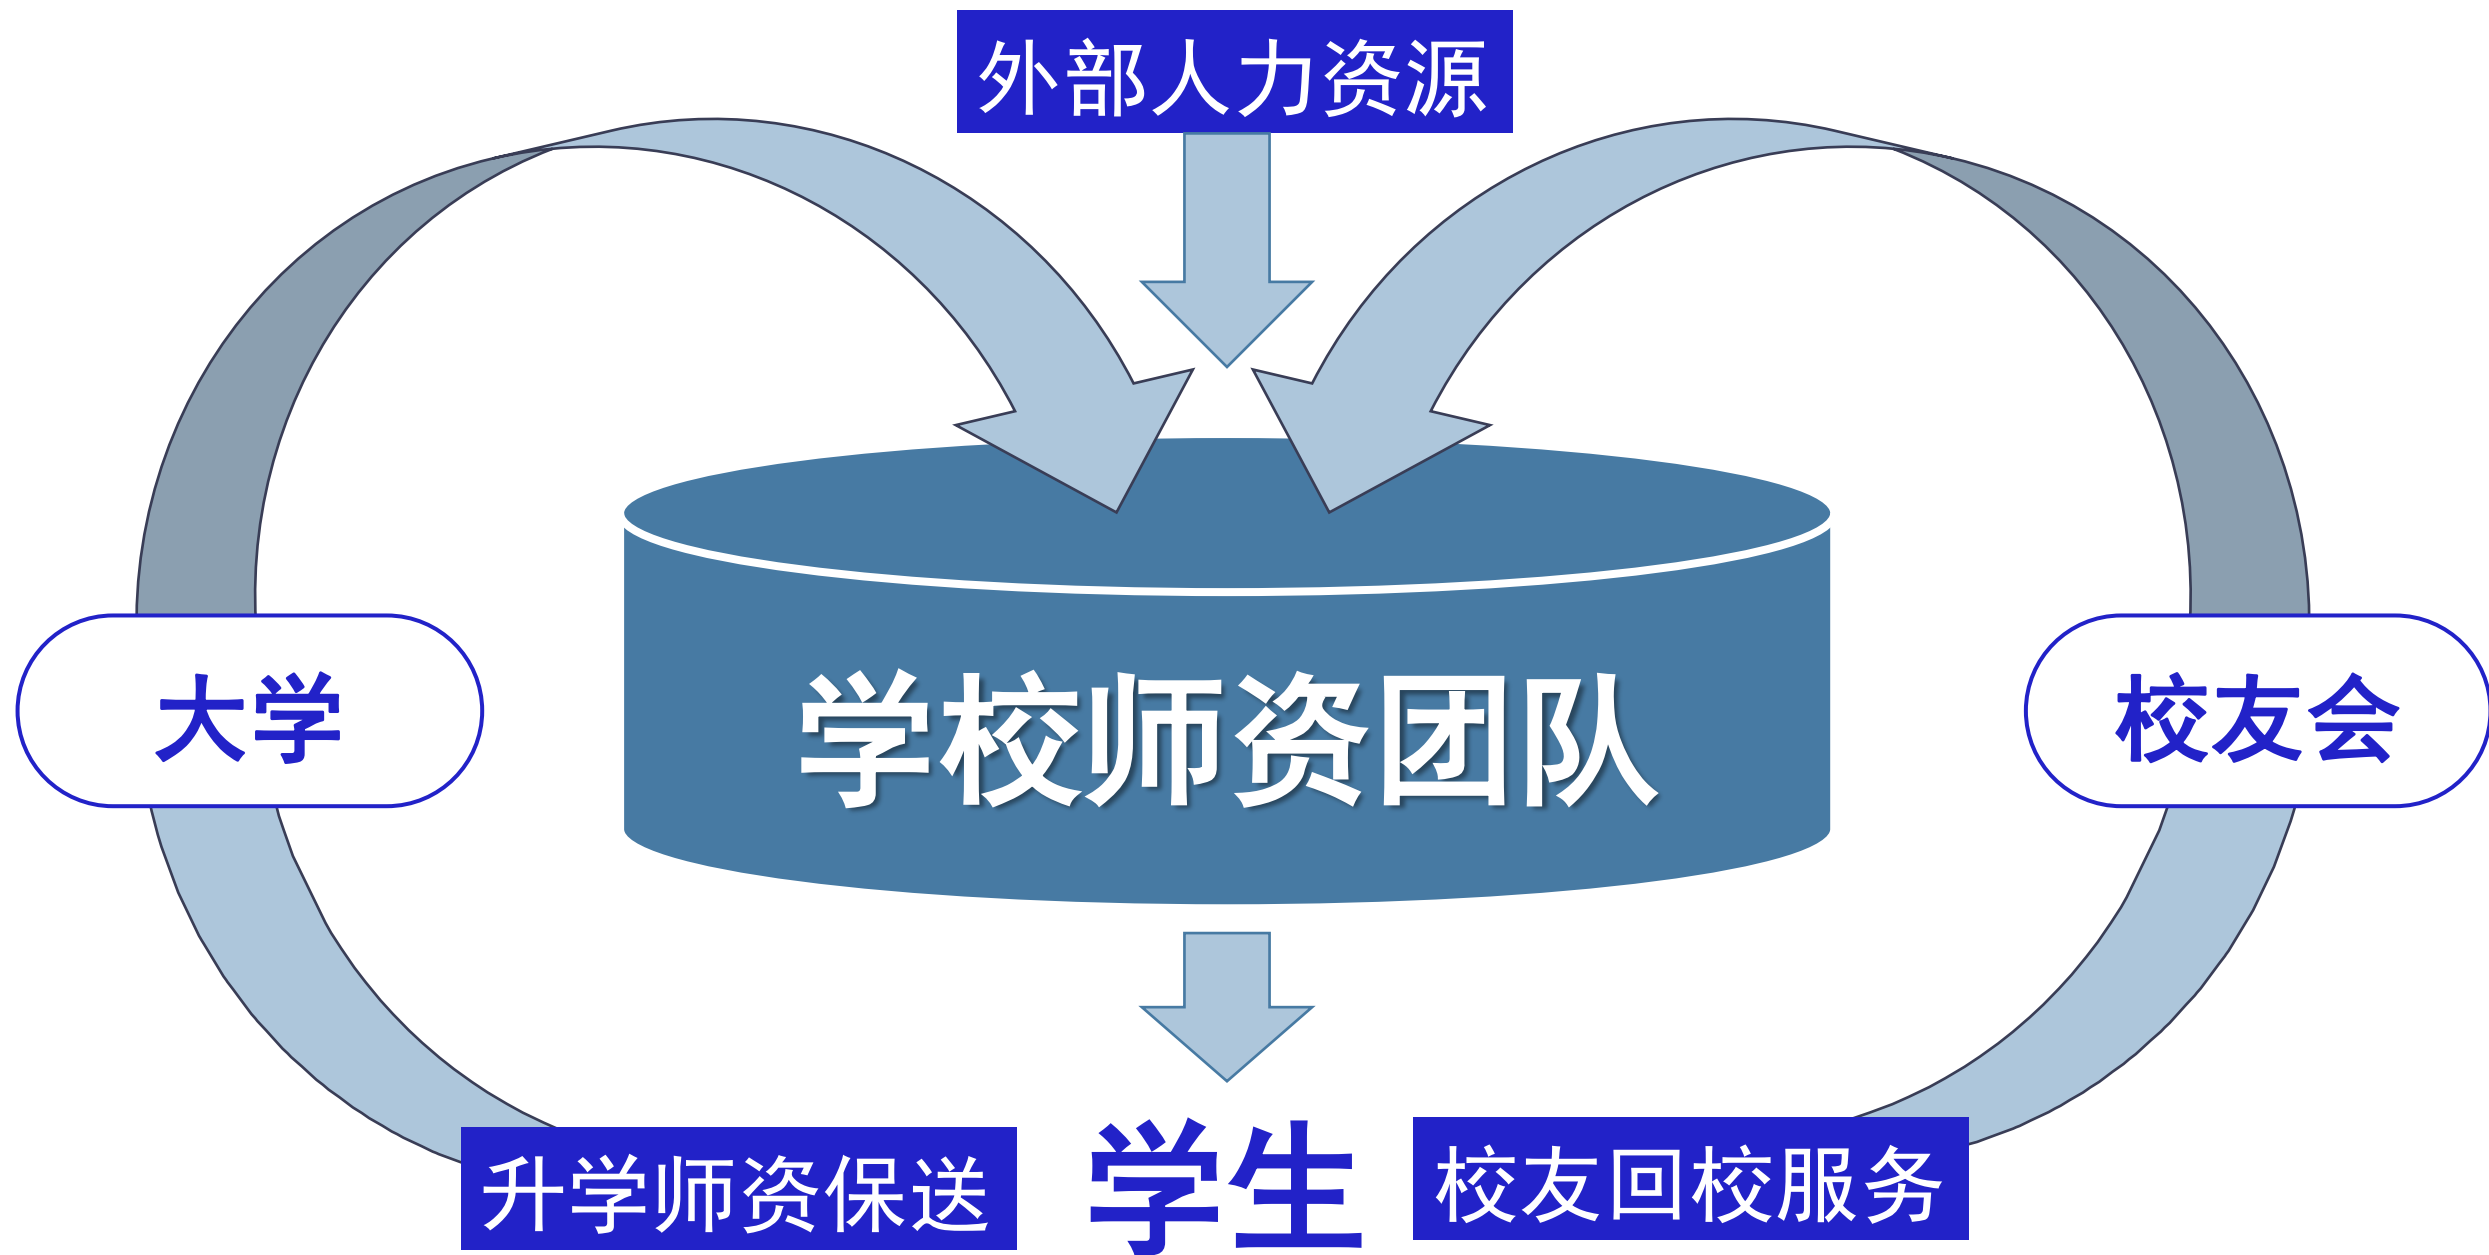 外部人力资源
学校师资团队
大学
校友会
升学师资保送
学生
校友回校服务